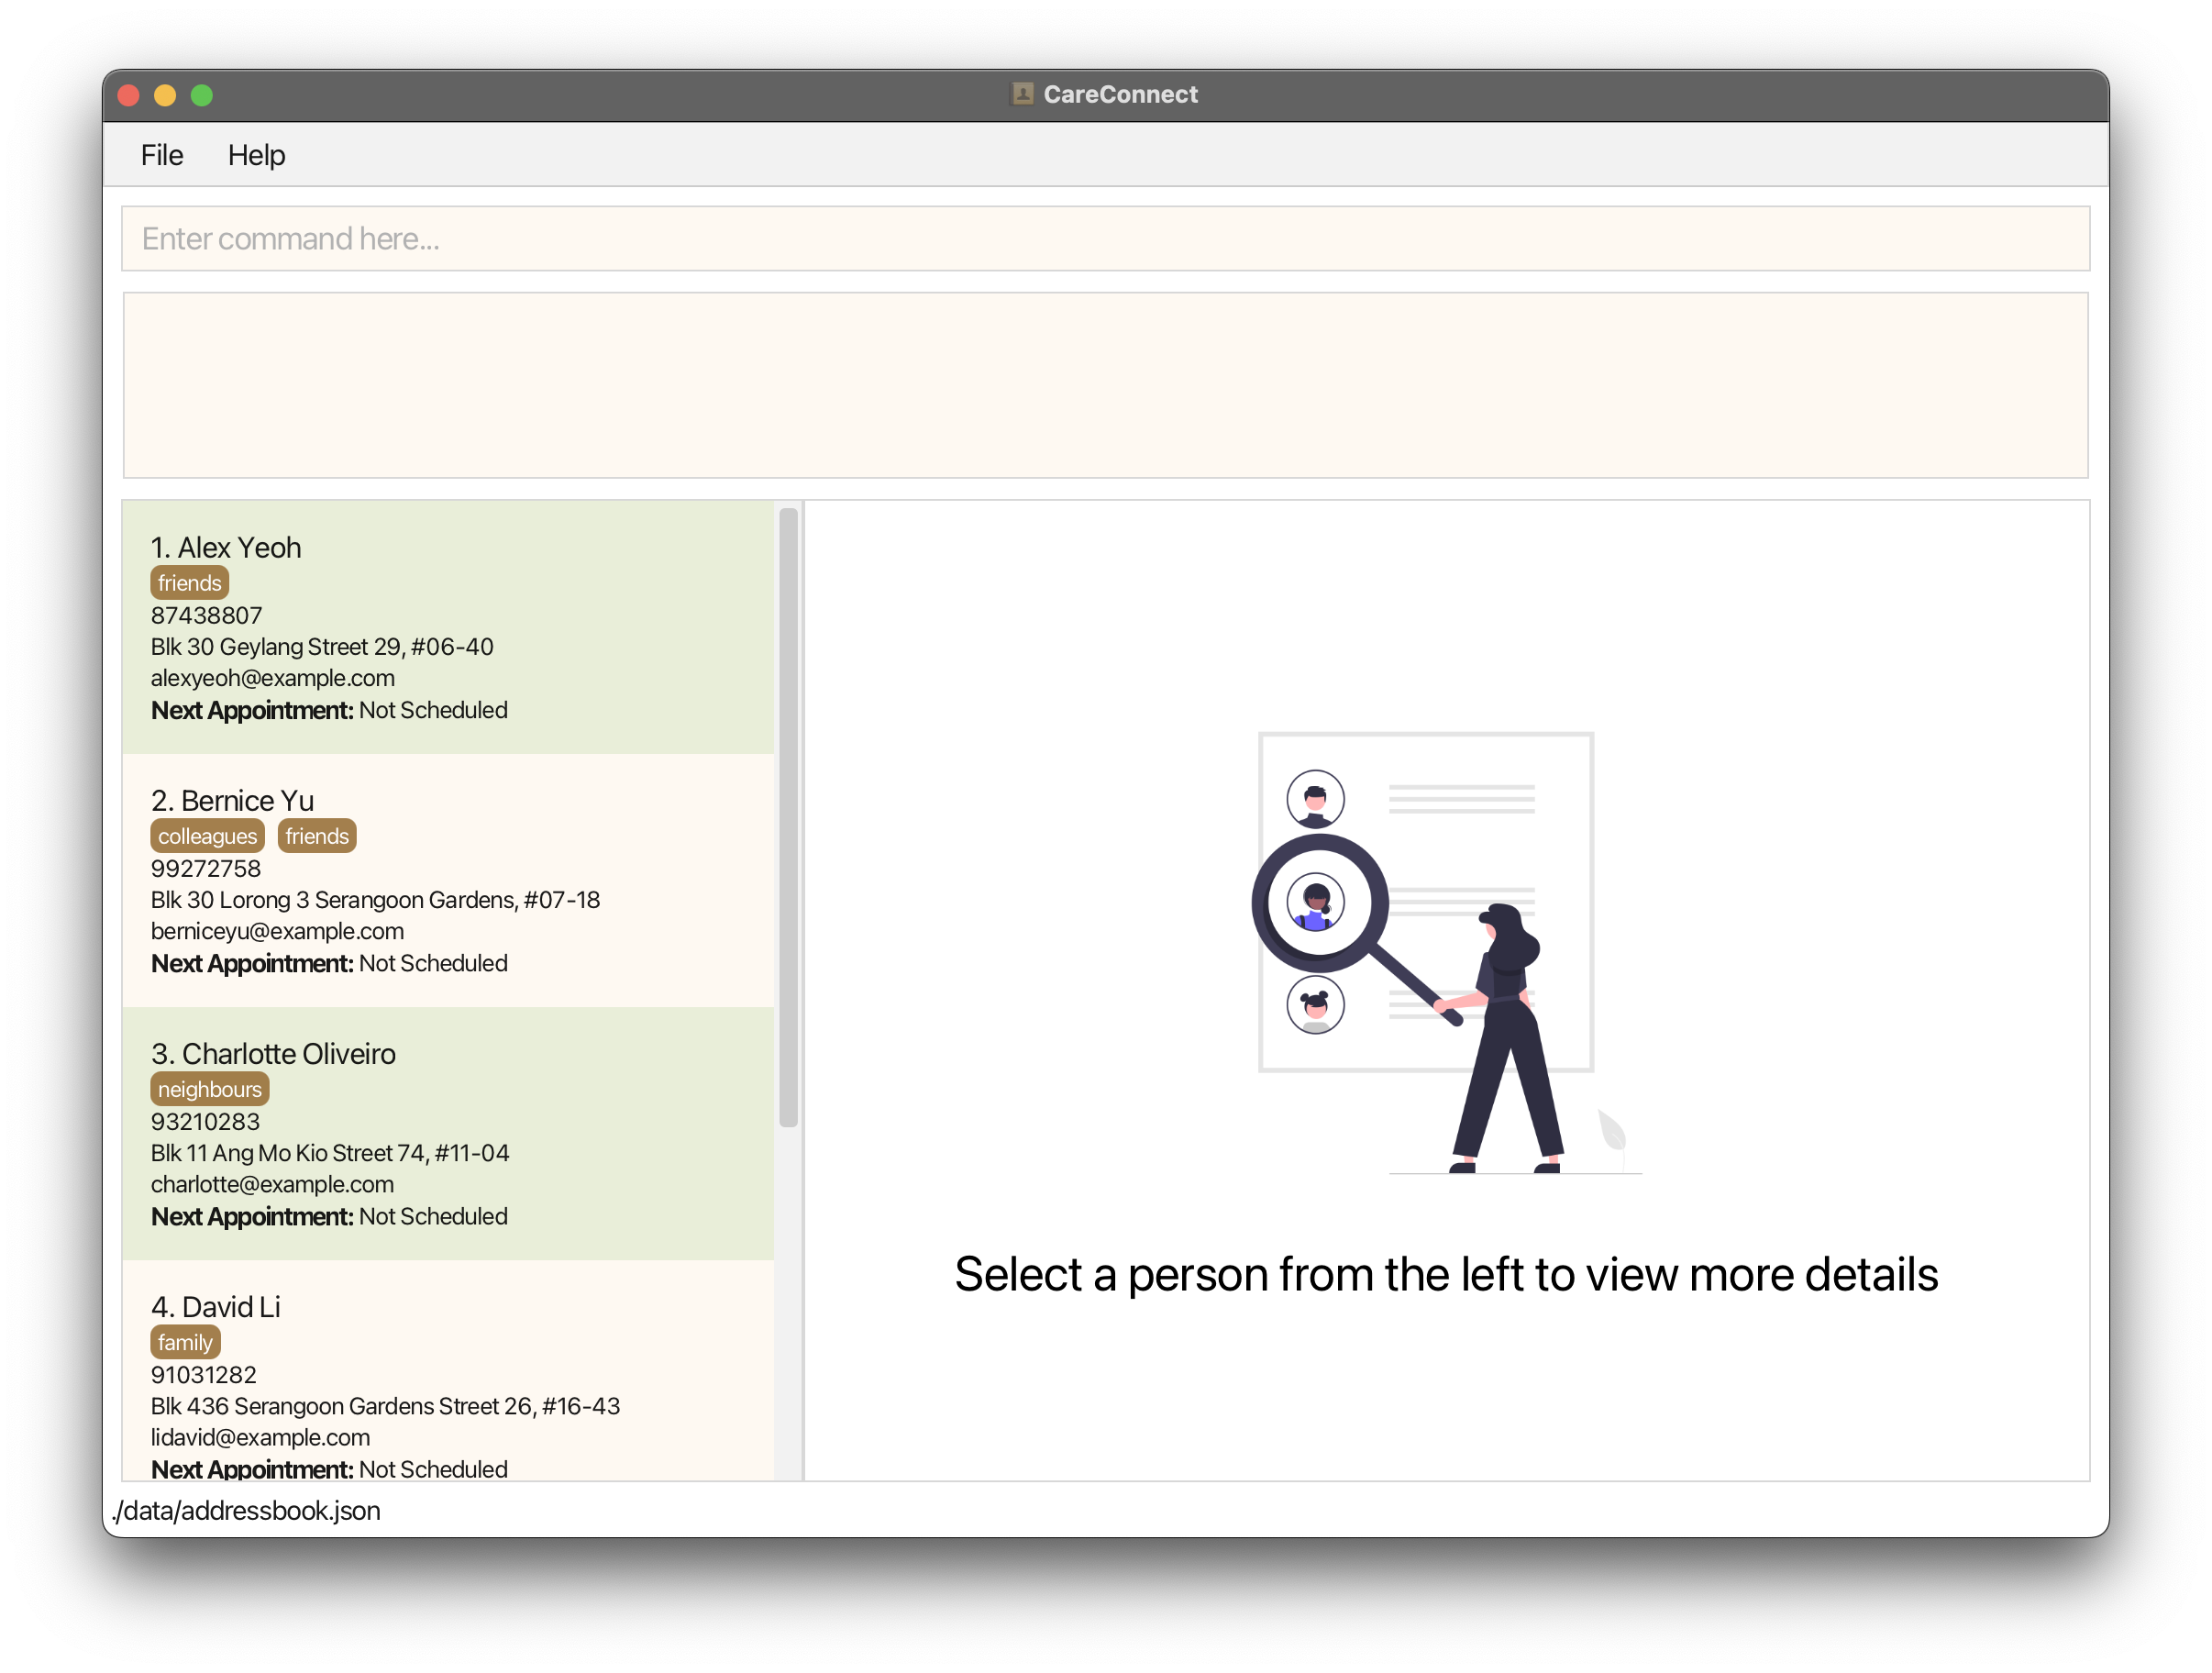 CareConnect
File Help
Enter command here...
1. Alex Yeoh
friends
87438807
Blk 30 Geylang Street 29, #06-40
alexyeoh@example.com
Next Appointment: Not Scheduled
2. Bernice Yu
colleagues friends
99272758
Blk 30 Lorong 3 Serangoon Gardens, #07-18
berniceyu@example.com
Next Appointment: Not Scheduled
3. Charlotte Oliveiro
neighbours
93210283
Blk 11 Ang Mo Kio Street 74, #11-04
charlotte@example.com
Next Appointment: Not Scheduled
4. David Li
family
91031282
Blk 436 Serangoon Gardens Street 26, #16-43
lidavid@example.com
Next Appointment: Not Scheduled
Select a person from the left to view more details
./data/addressbook.json